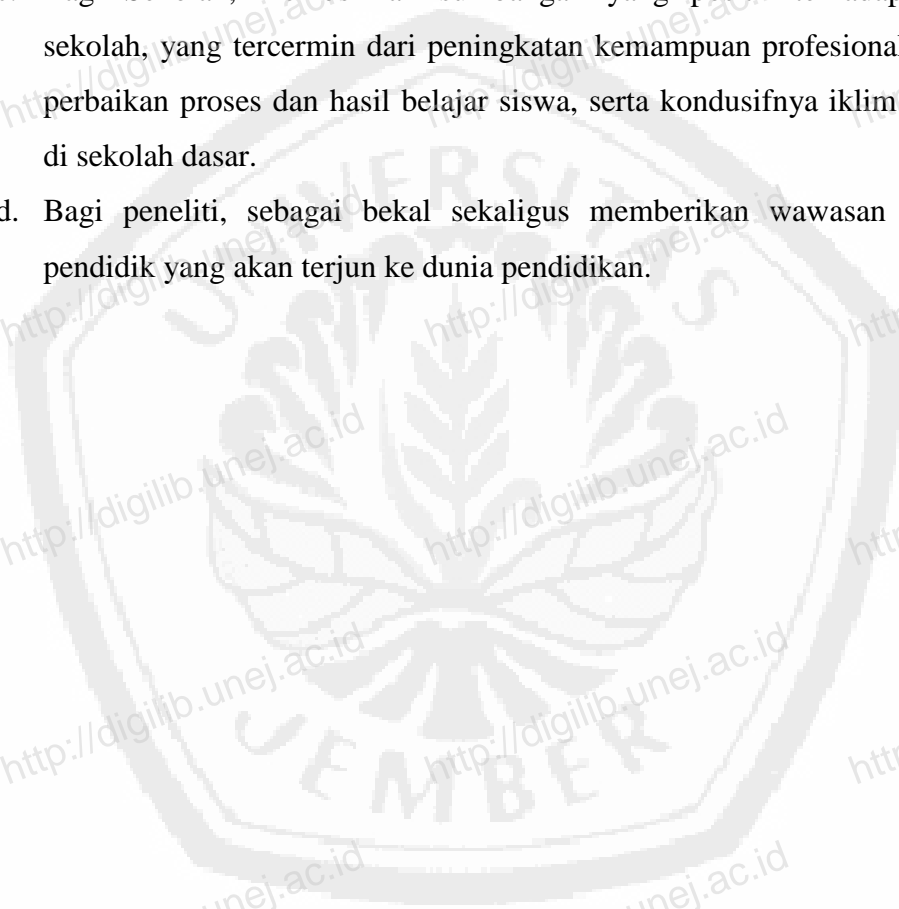 sekolah, yang tercermin dari peningkatan kemampuan profesional
perbaikan proses dan hasil belajar siswa, serta kondusifnya iklim
di sekolah dasar.
d. Bagi peneliti, sebagai bekal sekaligus memberikan wawasan
pendidik yang akan terjun ke dunia pendidikan.
UNIVERSITAS
JEMBER
http://digilib.unej.ac.id
http://digilib.unej.ac.id
http://digilib.unej.ac.id
http://digilib.unej.ac.id
http://digilib.unej.ac.id
http://digilib.unej.ac.id
http://digilib.unej.ac.id
http://digilib.unej.ac.id